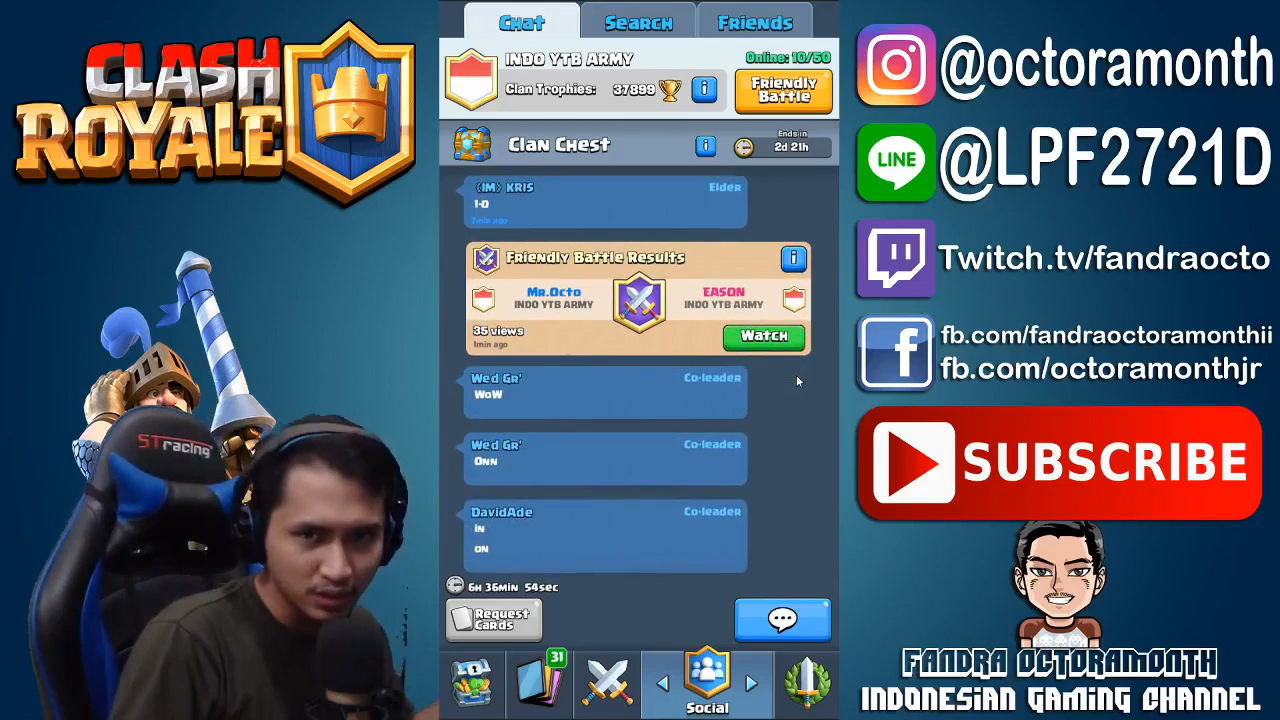 CLASH
ROYALE
STracing
Chat
Search
Friends
INDO YTB ARMY
Online: 10/50
Clan Trophies: 37899
i
Friendly
Battle
Clan Chest
i
Ends in
2d 21h
(IM) KRIS
Elder
1-0
7min ago
Friendly Battle Results
i
Mr.Octo
INDO YTB ARMY
EASON
INDO YTB ARMY
35 views
1min ago
Watch
Wed Gr'
Co-leader
WoW
Wed Gr'
Co-leader
Onn
DavidAde
Co-leader
in
on
6h 36min 54sec
Request
Cards
31
Social
@octoramonth
LINE
@LPF2721D
Twitch.tv/fandraocto
f
fb.com/fandraoctoramonthii
fb.com/octoramonthjr
SUBSCRIBE
FANDRA OCTORAMONTH
INDONESIAN GAMING CHANNEL